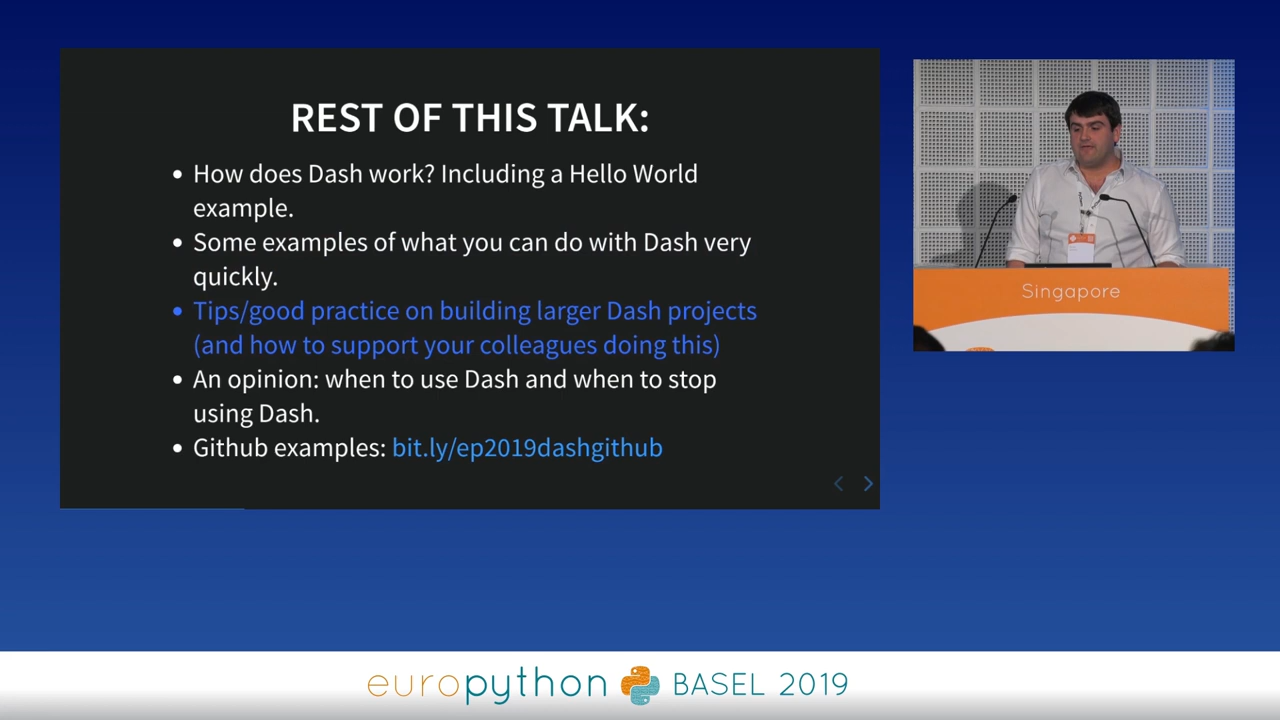 REST OF THIS TALK:
• How does Dash work? Including a Hello World
example.
• Some examples of what you can do with Dash very
quickly.
• Tips/good practice on building larger Dash projects
(and how to support your colleagues doing this)
• An opinion: when to use Dash and when to stop
using Dash.
• Github examples: bit.ly/ep2019dashgithub
Singapore
europython BASEL 2019